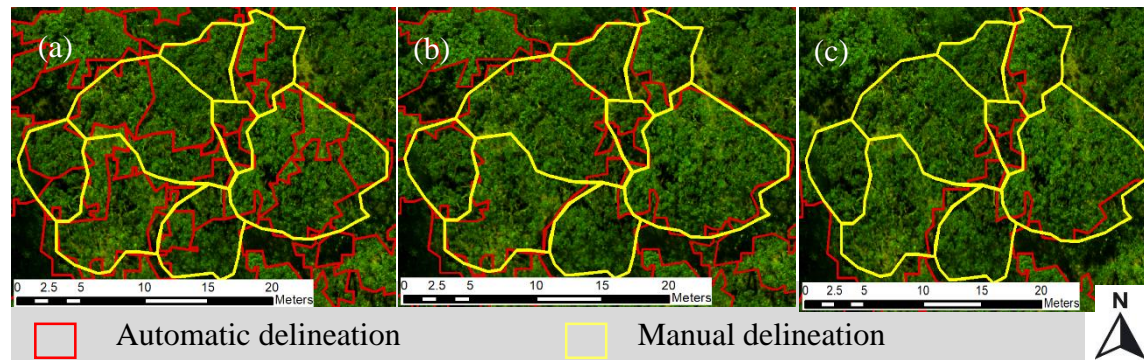 (a) (b) (c)
0 2.5 5 10 15 20 0 2.5 5 10 15 20 0 2.5 5 10 15 20
Meters Meters Meters
Automatic delineation Manual delineation N